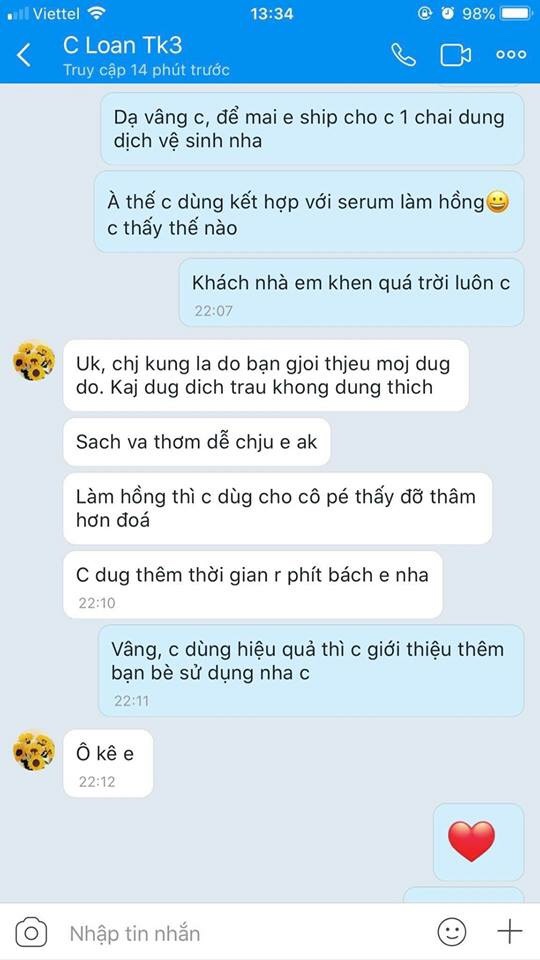 Viettel 13:34 98%
C Loan Tk3
Truy cập 14 phút trước
Dạ vâng c, để mai e ship cho c 1 chai dung
dịch vệ sinh nha
À thế c dùng kết hợp với serum làm hồng😀
c thấy thế nào
Khách nhà em khen quá trời luôn c
22:07
Uk, chj kung la do bạn gjoi thjeu moj dug
do. Kaj dug dich trau khong dung thich
Sach va thơm dễ chju e ak
Làm hồng thì c dùg cho cô pé thấy đỡ thâm
hơn đoá
C dug thêm thời gian r phít bách e nha
22:10
Vâng, c dùng hiệu quả thì c giới thiệu thêm
bạn bè sử dụng nha c
22:11
Ô kê e
22:12
Nhập tin nhắn